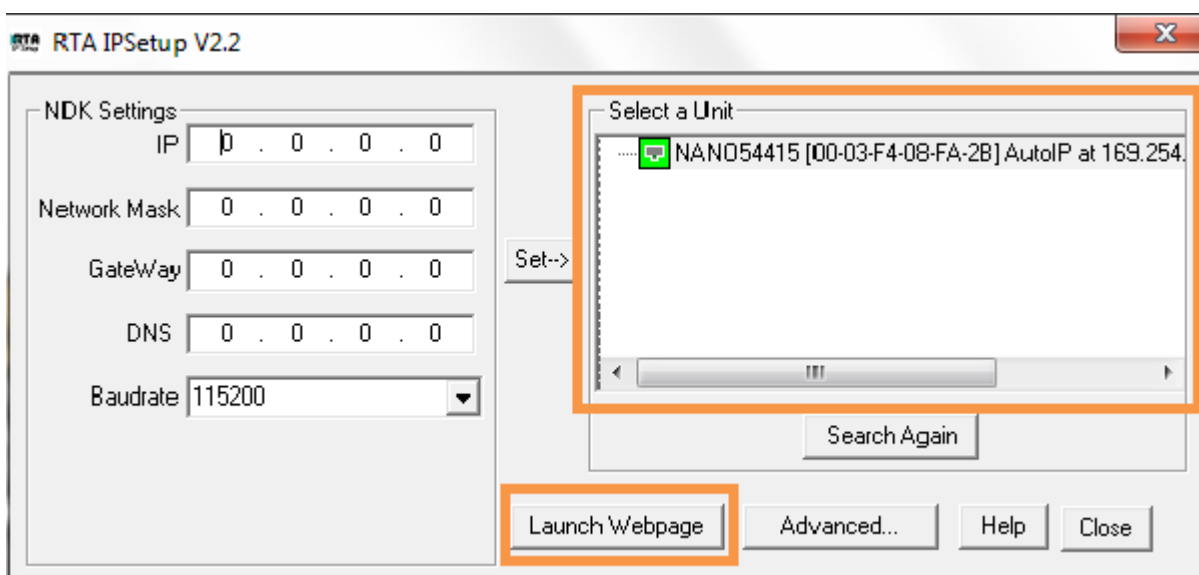 RTA IPSetup V2.2
NDK Settings
IP 0 . 0 . 0 . 0
Network Mask 0 . 0 . 0 . 0
GateWay 0 . 0 . 0 . 0
DNS 0 . 0 . 0 . 0
Baudrate 115200
Set-->
Select a Unit
NANO54415 [00-03-F4-08-FA-2B] AutoIP at 169.254.
Search Again
Launch Webpage
Advanced...
Help
Close